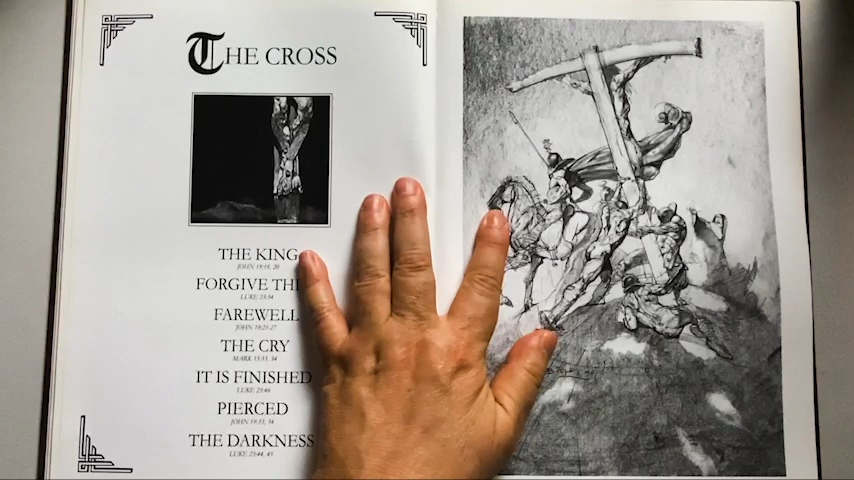 THE CROSS
THE KING
JOHN 19:19, 20
FORGIVE TH
LUKE 23:34
FAREWELL
JOHN 19:25-27
THE CRY
MARK 15:33, 34
IT IS FINISHED
LUKE 23:46
PIERCED
JOHN 19:33, 34
THE DARKNESS
LUKE 23:44, 45